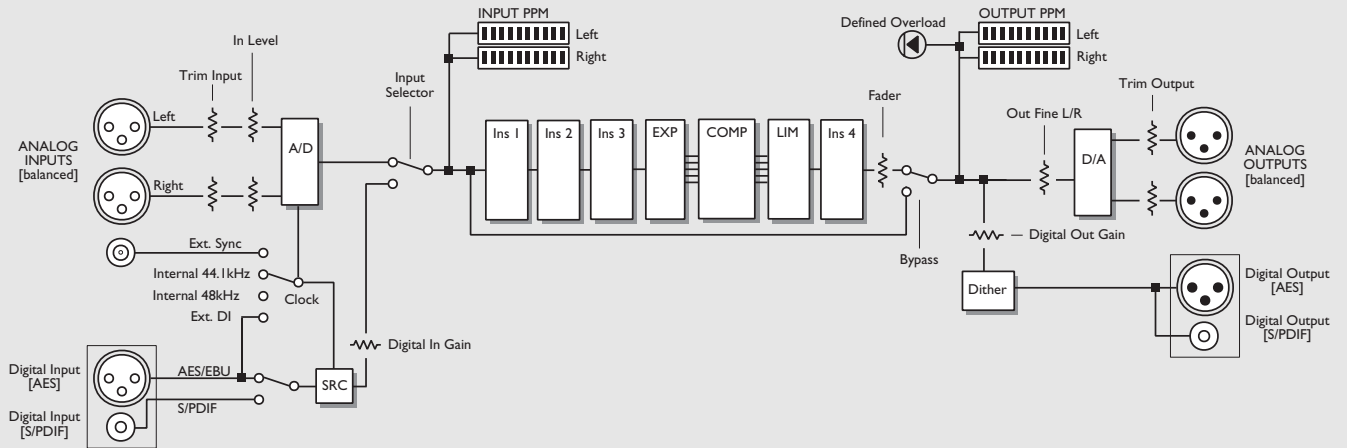 INPUT PPM
Left
Right
Defined Overload
OUTPUT PPM
Left
Right
In Level
Trim Input
Input
Selector
Left
ANALOG
INPUTS
[balanced]
Right
A/D
Ins 1
Ins 2
Ins 3
EXP
COMP
LIM
Ins 4
Fader
Bypass
Out Fine L/R
D/A
Trim Output
ANALOG
OUTPUTS
[balanced]
Ext. Sync
Internal 44.1kHz
Internal 48kHz
Ext. DI
Clock
Digital In Gain
Digital Out Gain
Dither
Digital Output
[AES]
Digital Output
[S/PDIF]
Digital Input
[AES]
AES/EBU
SRC
S/PDIF
Digital Input
[S/PDIF]